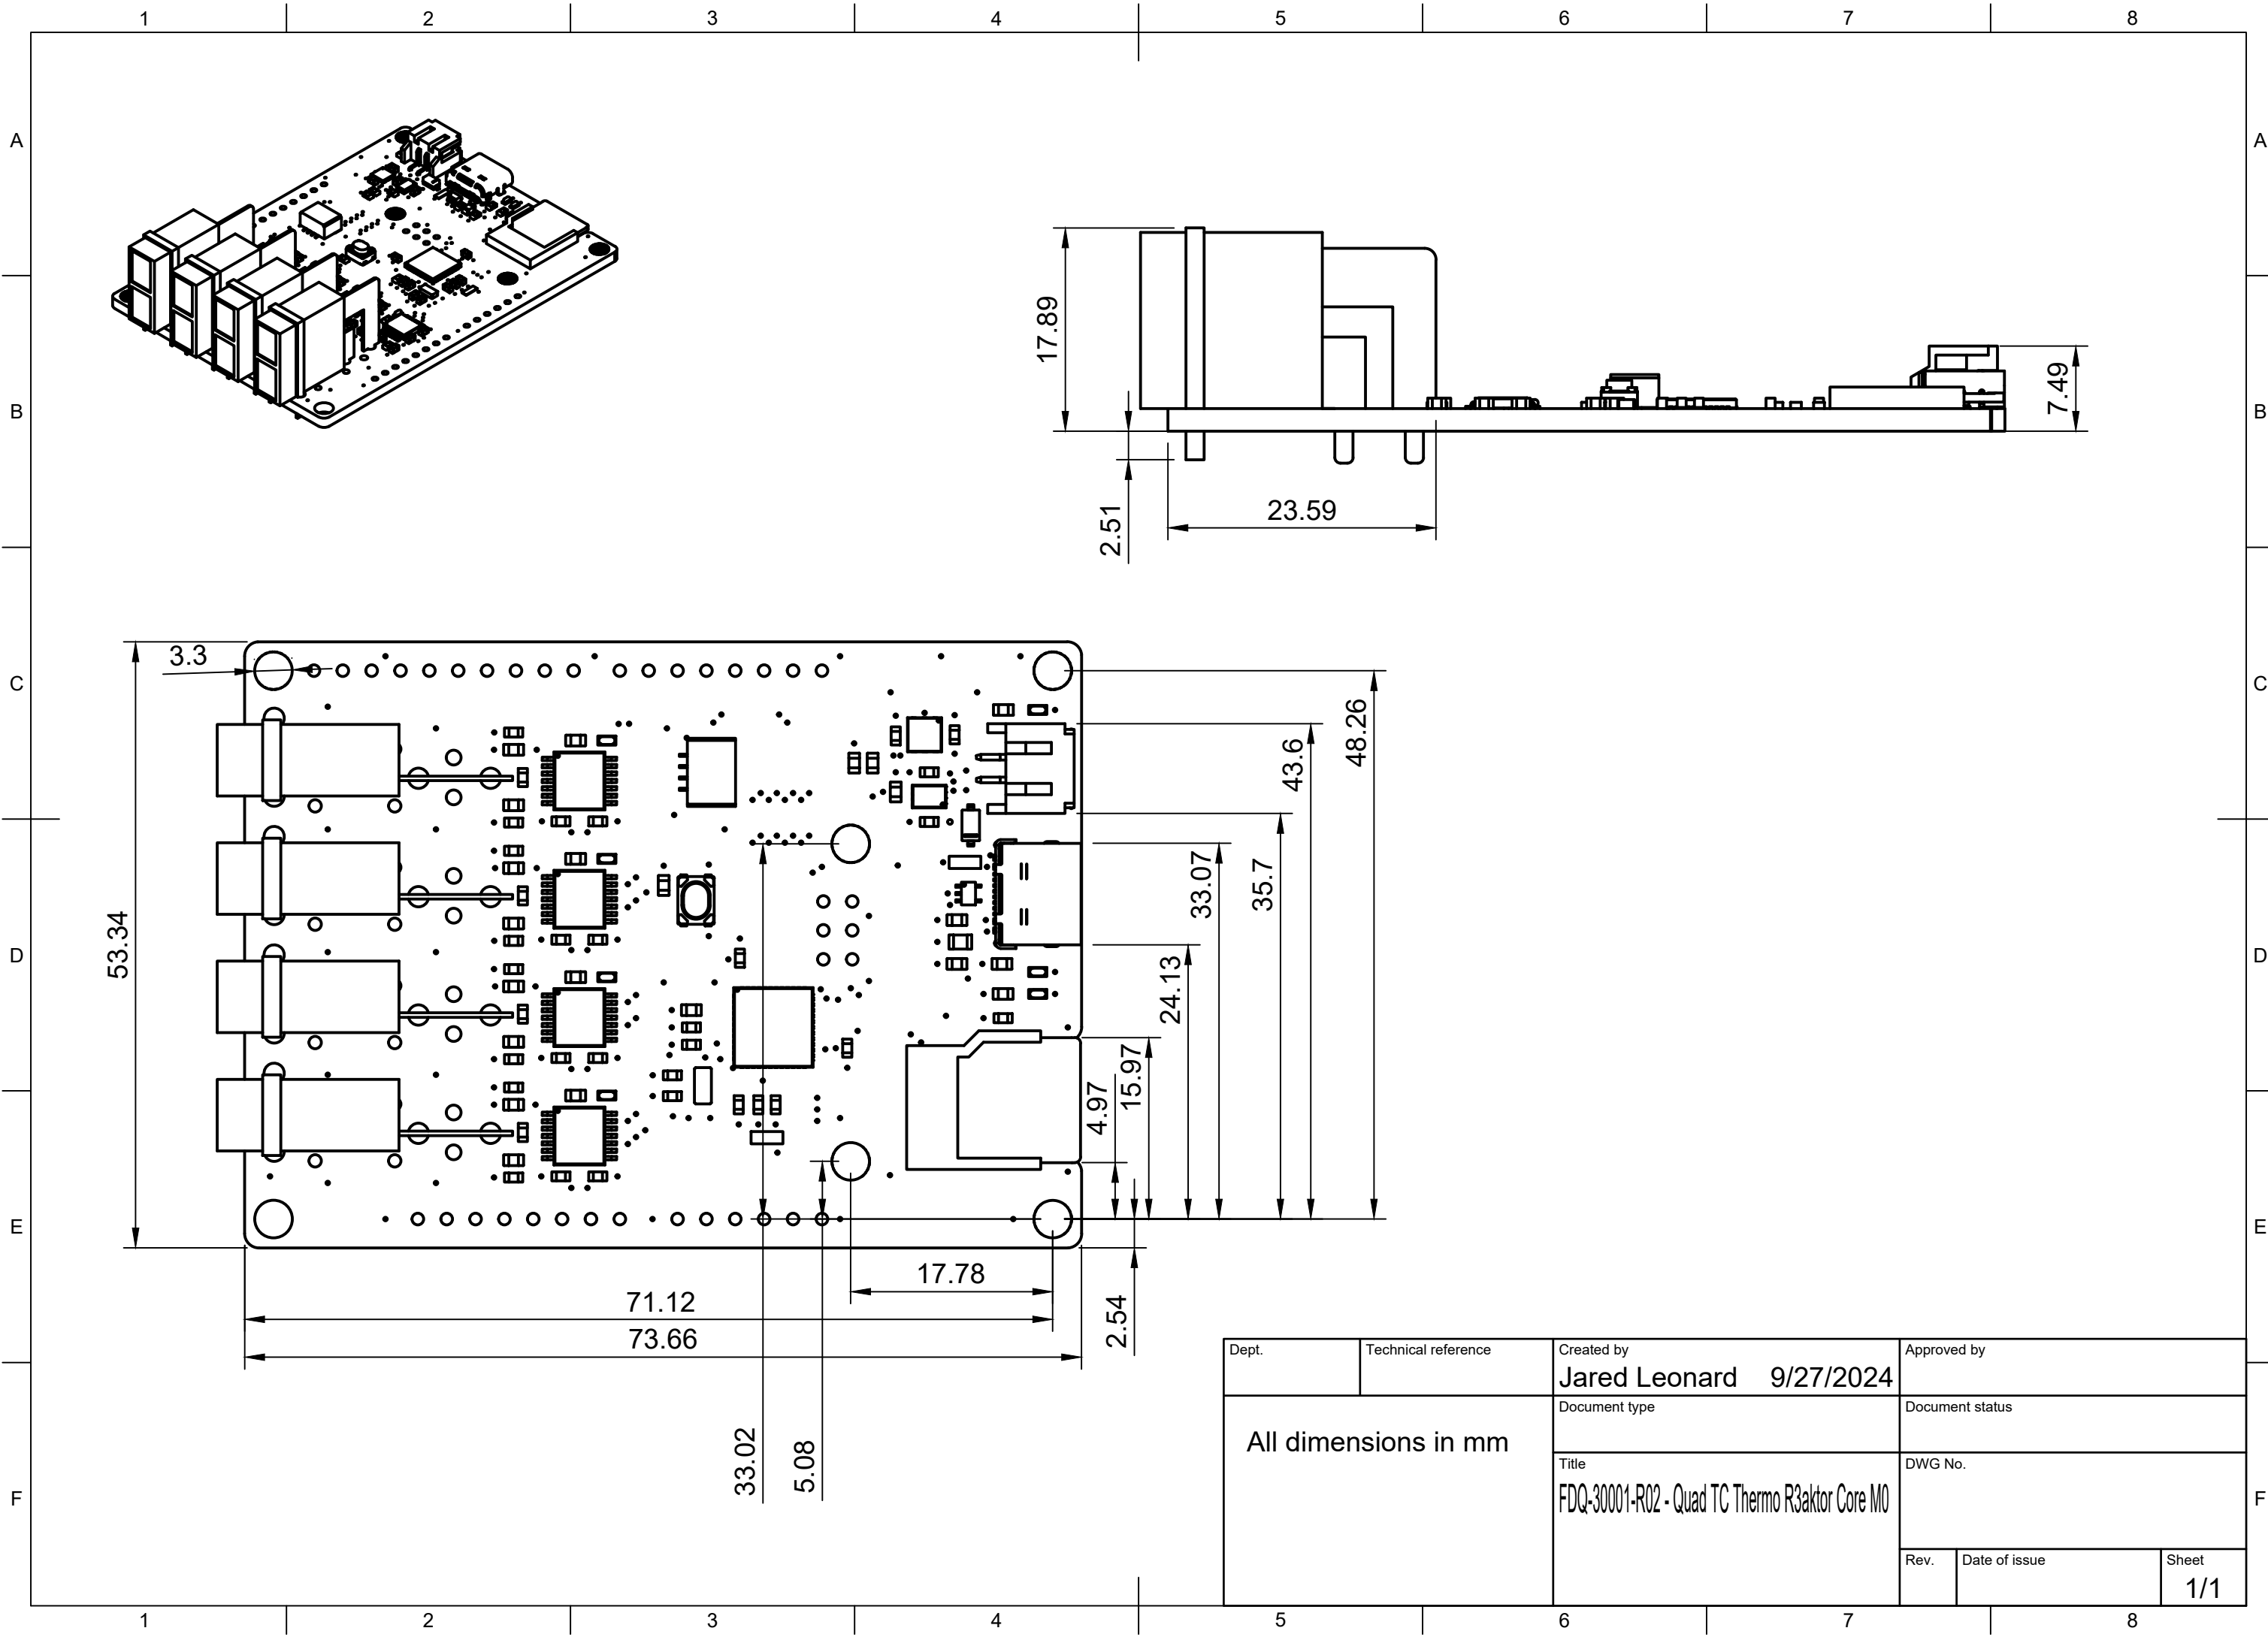 1 2 3 4 5 6 7 8
A A
17.89
B B
7.49
2.51
23.59
3.3
C C
48.26
43.6
35.7
33.07
53.34
D D
24.13
15.97
4.97
E E
17.78
71.12
2.54
73.66
33.02
5.08
Dept.
Technical reference
Created by
Jared Leonard 9/27/2024
Approved by
All dimensions in mm
Document type
Document status
Title
FDQ-30001-R02 - Quad TC Thermo R3aktor Core M0
DWG No.
F F
Rev.
Date of issue
Sheet
1/1
1 2 3 4 5 6 7 8